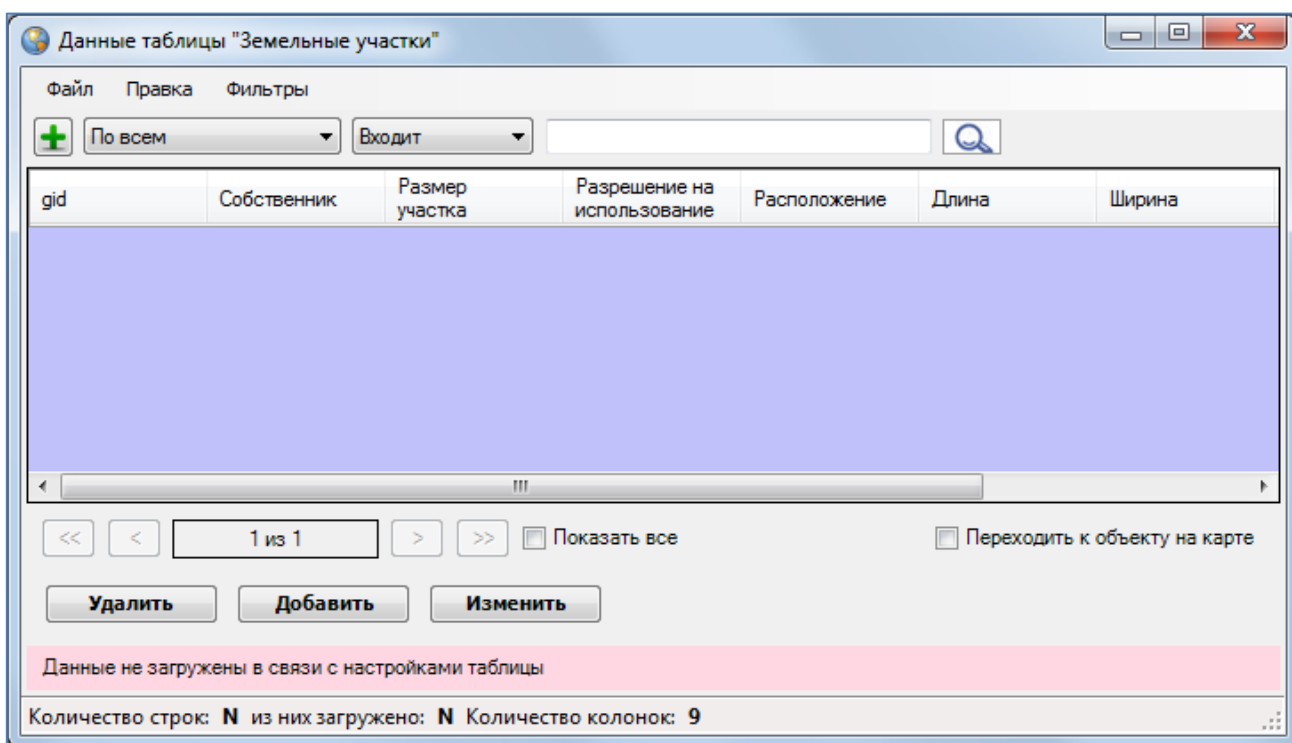 Данные таблицы "Земельные участки"
Файл Правка Фильтры
По всем Входит
gid Собственник Размер участка Разрешение на использование Расположение Длина Ширина
<< < 1 из 1 > >> Показать все Переходить к объекту на карте
Удалить Добавить Изменить
Данные не загружены в связи с настройками таблицы
Количество строк: N из них загружено: N Количество колонок: 9